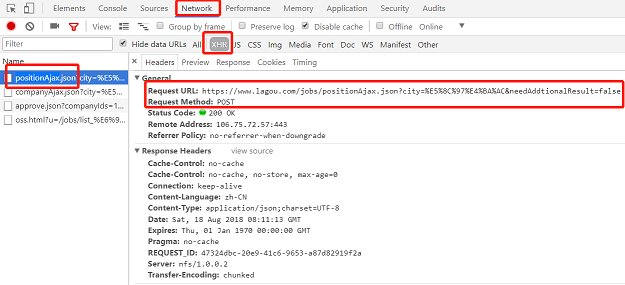 Elements Console Sources Network Performance Memory Application Security Audits
View: Group by frame Preserve log Disable cache Offline Online
Filter Hide data URLs All XHR JS CSS Img Media Font Doc WS Manifest Other
Name × Headers Preview Response Cookies Timing
positionAjax.json?city=%E5%...
companyAjax.json?city=%E5...
approve.json?companyIds=1...
oss.html?u=/jobs/list_%E6%9...
General
Request URL: https://www.lagou.com/jobs/positionAjax.json?city=%E5%8C%97%E4%BA%AC&needAddtionalResult=false
Request Method: POST
Status Code: 200 OK
Remote Address: 106.75.72.57:443
Referrer Policy: no-referrer-when-downgrade
Response Headers view source
Cache-Control: no-cache
Cache-Control: no-cache, no-store, max-age=0
Connection: keep-alive
Content-Language: zh-CN
Content-Type: application/json;charset=UTF-8
Date: Sat, 18 Aug 2018 08:11:13 GMT
Expires: Thu, 01 Jan 1970 00:00:00 GMT
Pragma: no-cache
REQUEST_ID: 47324dbc-20e9-41c6-9653-a87d82919f2a
Server: nfs/1.0.0.2
Transfer-Encoding: chunked